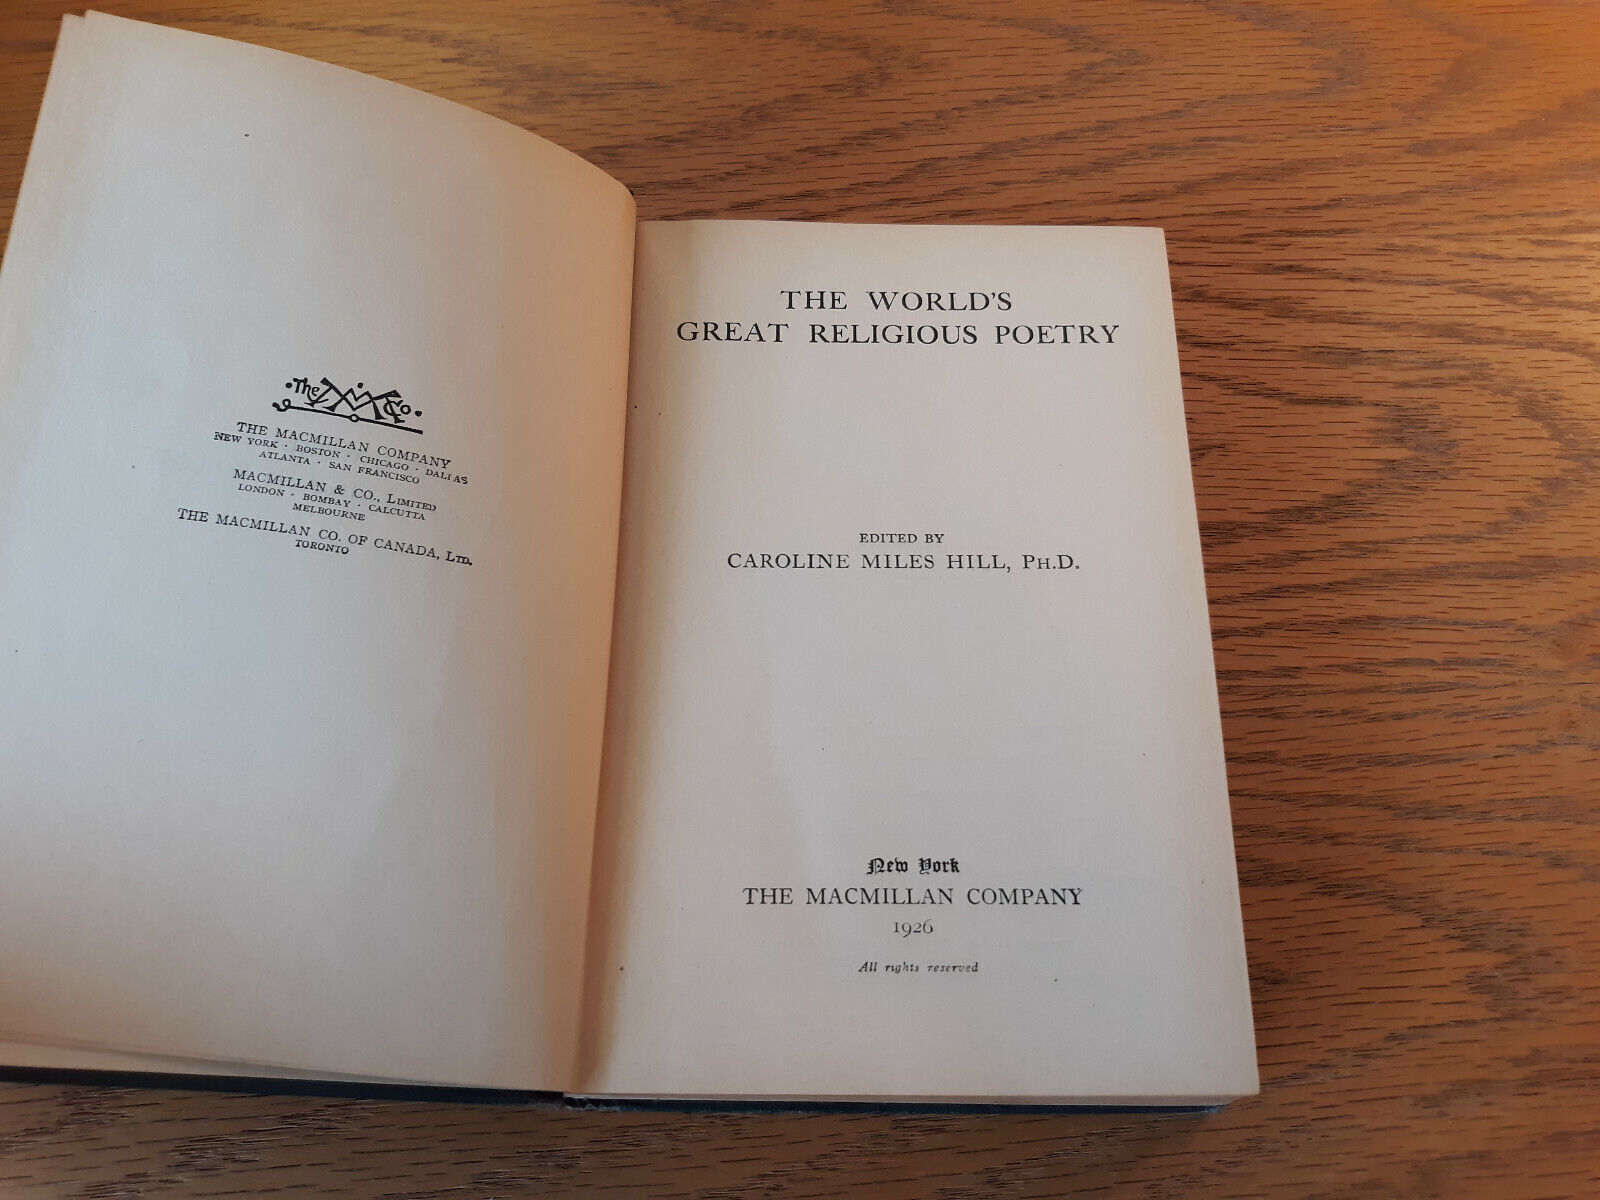 The M Co.
THE MACMILLAN COMPANY
NEW YORK · BOSTON · CHICAGO · DALLAS
ATLANTA · SAN FRANCISCO
MACMILLAN & CO., LIMITED
LONDON · BOMBAY · CALCUTTA
MELBOURNE
THE MACMILLAN CO. OF CANADA, LTD.
TORONTO
THE WORLD'S
GREAT RELIGIOUS POETRY
EDITED BY
CAROLINE MILES HILL, PH.D.
New York
THE MACMILLAN COMPANY
1926
All rights reserved